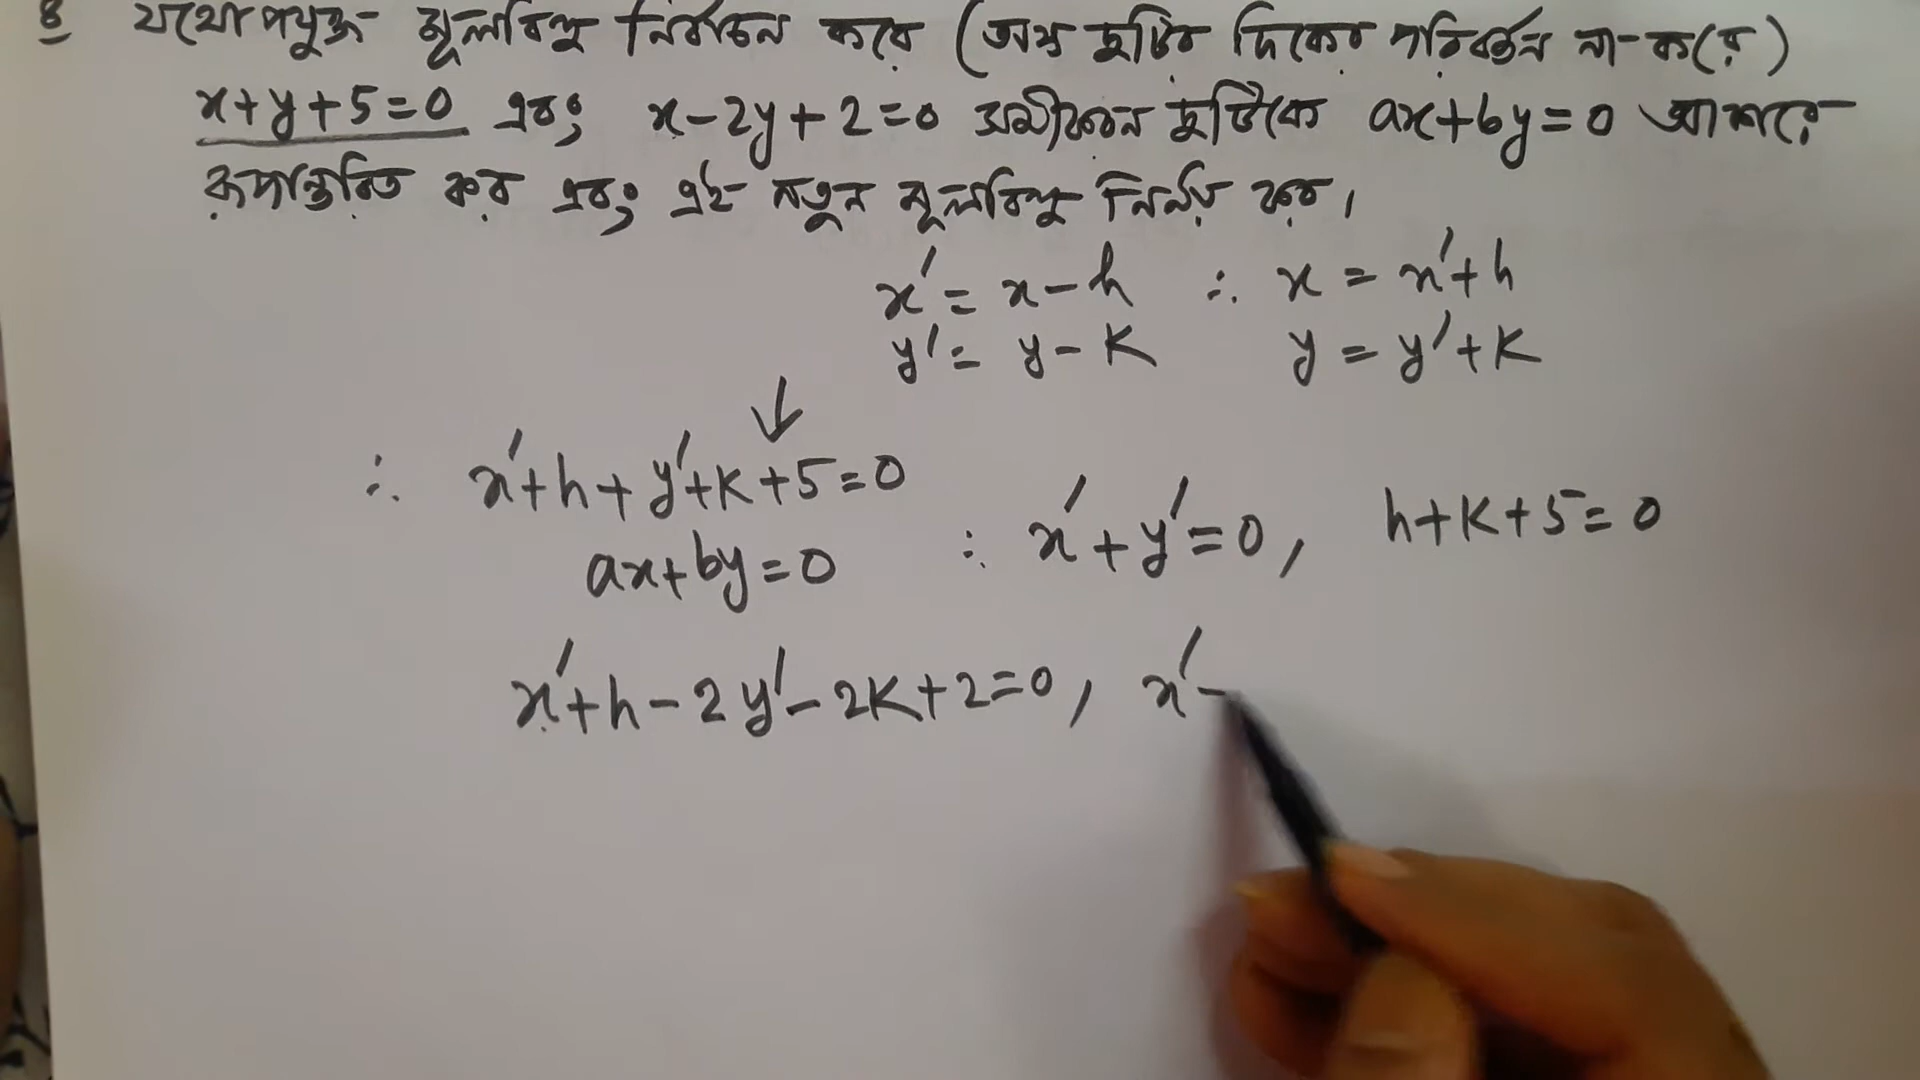 ৪ যথোপযুক্ত মূলবিন্দু নির্বাচন করে (অক্ষ দুটির দিকের পরিবর্তন না-করে)
x+y+5=0 এবং x-2y+2=0 সমীকরণ দুটিকে ax+by=0 আকারে
রূপান্তরিত কর এবং এই নতুন মূলবিন্দু নির্ণয় কর।
x′ = x-h ∴ x = x′+h
y′ = y-K y = y′+K
↓
∴ x′+h+y′+K+5=0
ax+by=0 ∴ x′+y′=0, h+K+5=0
x′+h-2y′-2K+2=0, x′-